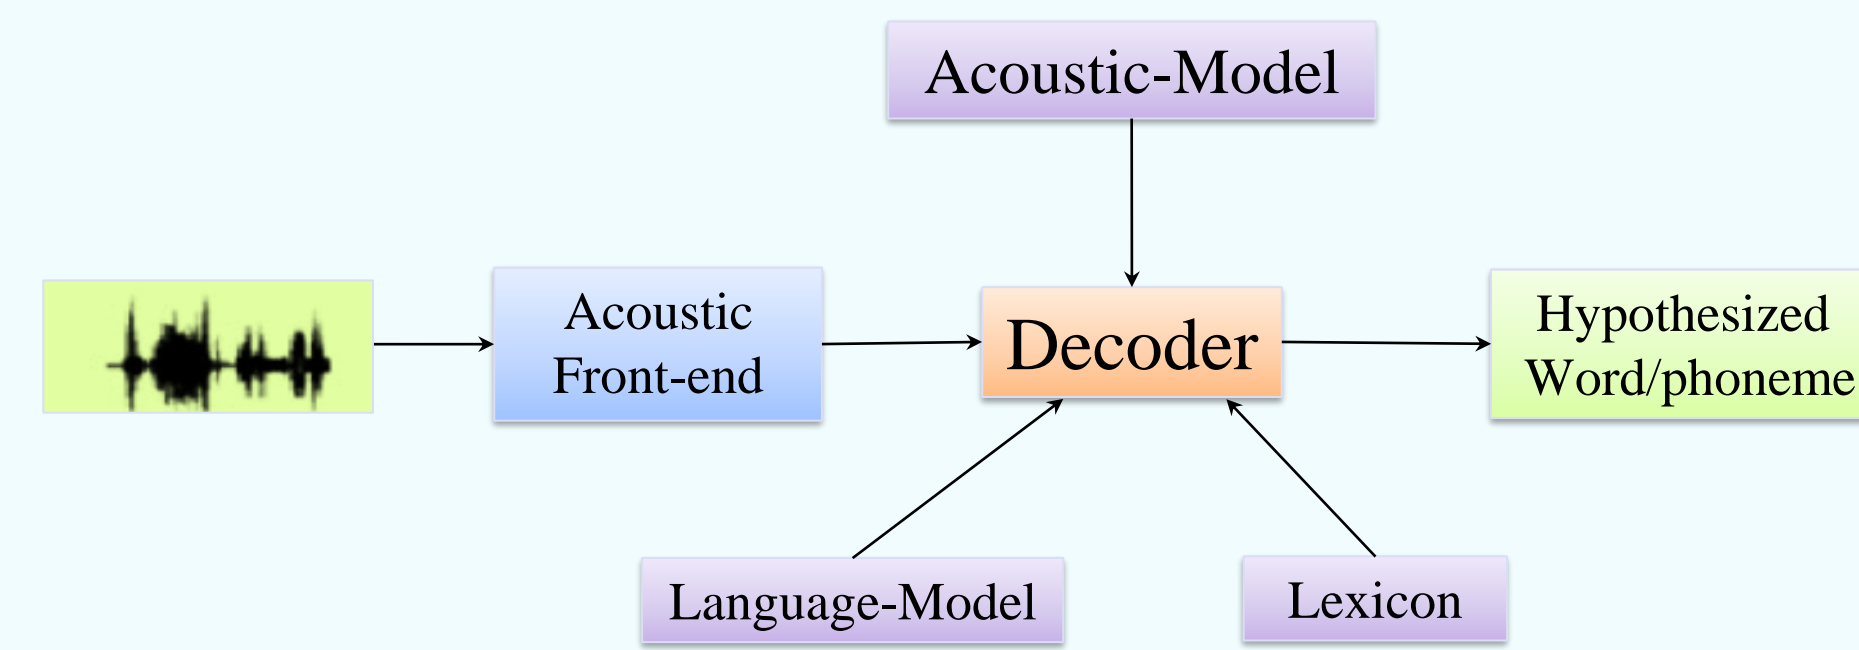 Acoustic-Model
Acoustic
Front-end
Decoder
Hypothesized
Word/phoneme
Language-Model
Lexicon